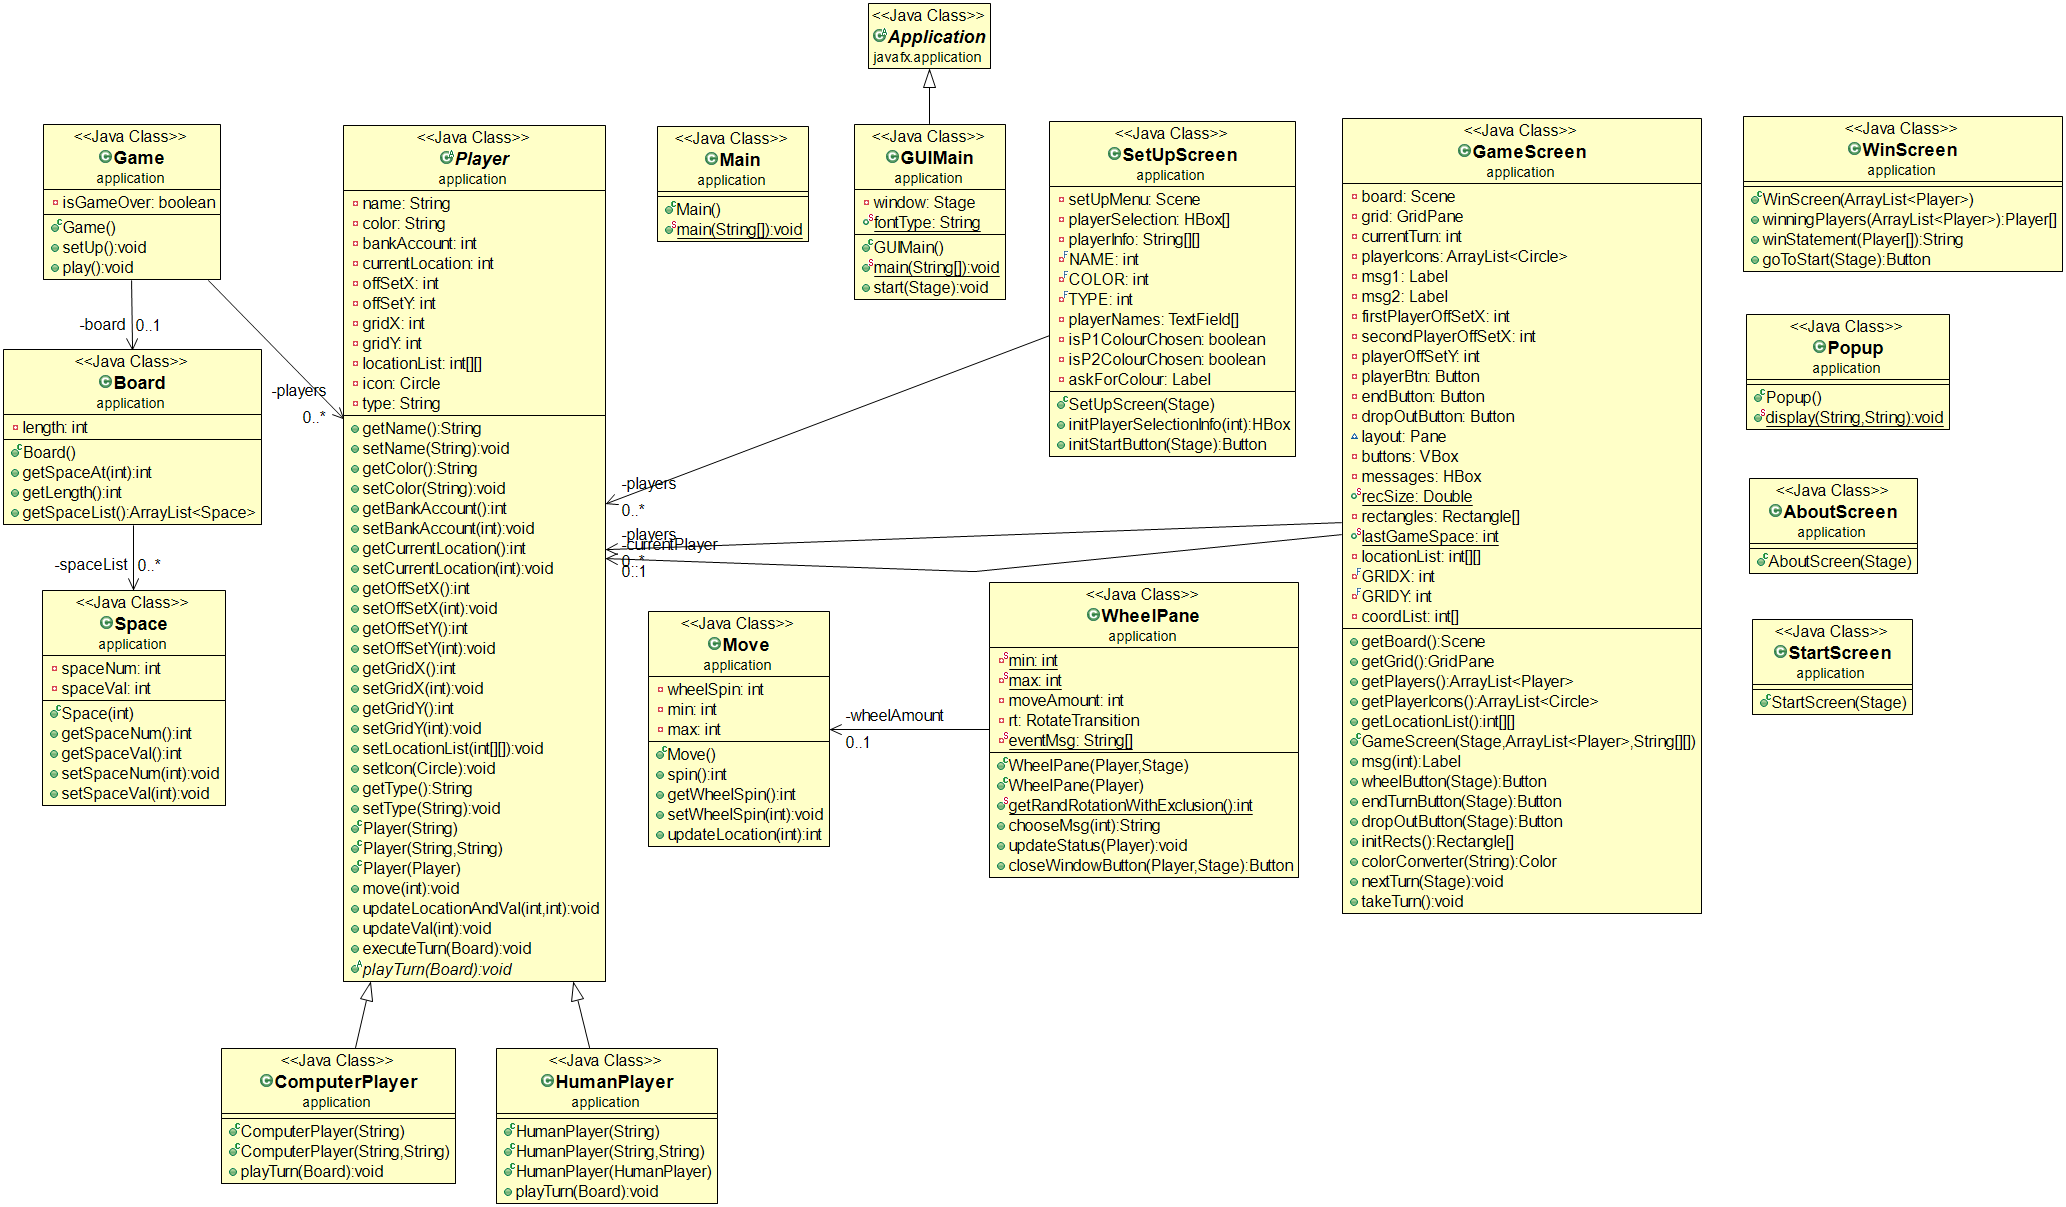 <<Java Class>>
Application
javafx.application
<<Java Class>>
Game
application
isGameOver: boolean
Game()
setUp():void
play():void
-board
0..1
-players
0..*
<<Java Class>>
Board
application
length: int
Board()
getSpaceAt(int):int
getLength():int
getSpaceList():ArrayList<Space>
-spaceList
0..*
<<Java Class>>
Space
application
spaceNum: int
spaceVal: int
Space(int)
getSpaceNum():int
getSpaceVal():int
setSpaceNum(int):void
setSpaceVal(int):void
<<Java Class>>
Player
application
name: String
color: String
bankAccount: int
currentLocation: int
offSetX: int
offSetY: int
gridX: int
gridY: int
locationList: int[][]
icon: Circle
type: String
getName():String
setName(String):void
getColor():String
setColor(String):void
getBankAccount():int
setBankAccount(int):void
getCurrentLocation():int
setCurrentLocation(int):void
getOffSetX():int
setOffSetX(int):void
getOffSetY():int
setOffSetY(int):void
getGridX():int
setGridX(int):void
getGridY():int
setGridY(int):void
setLocationList(int[][]):void
setIcon(Circle):void
getType():String
setType(String):void
Player(String)
Player(String,String)
Player(Player)
move(int):void
updateLocationAndVal(int,int):void
updateVal(int):void
executeTurn(Board):void
playTurn(Board):void
<<Java Class>>
ComputerPlayer
application
ComputerPlayer(String)
ComputerPlayer(String,String)
playTurn(Board):void
<<Java Class>>
HumanPlayer
application
HumanPlayer(String)
HumanPlayer(String,String)
HumanPlayer(HumanPlayer)
playTurn(Board):void
<<Java Class>>
Main
application
Main()
main(String[]):void
<<Java Class>>
GUIMain
application
window: Stage
fontType: String
GUIMain()
main(String[]):void
start(Stage):void
<<Java Class>>
SetUpScreen
application
setUpMenu: Scene
playerSelection: HBox[]
playerInfo: String[][]
NAME: int
COLOR: int
TYPE: int
playerNames: TextField[]
isP1ColourChosen: boolean
isP2ColourChosen: boolean
askForColour: Label
SetUpScreen(Stage)
initPlayerSelectionInfo(int):HBox
initStartButton(Stage):Button
-players
0..*
-players
0..*
-currentPlayer
0..1
<<Java Class>>
Move
application
wheelSpin: int
min: int
max: int
Move()
spin():int
getWheelSpin():int
setWheelSpin(int):void
updateLocation(int):int
-wheelAmount
0..1
<<Java Class>>
WheelPane
application
min: int
max: int
moveAmount: int
rt: RotateTransition
eventMsg: String[]
WheelPane(Player,Stage)
WheelPane(Player)
getRandRotationWithExclusion():int
chooseMsg(int):String
updateStatus(Player):void
closeWindowButton(Player,Stage):Button
<<Java Class>>
GameScreen
application
board: Scene
grid: GridPane
currentTurn: int
playerIcons: ArrayList<Circle>
msg1: Label
msg2: Label
firstPlayerOffSetX: int
secondPlayerOffSetX: int
playerOffSetY: int
playerBtn: Button
endButton: Button
dropOutButton: Button
layout: Pane
buttons: VBox
messages: HBox
recSize: Double
rectangles: Rectangle[]
lastGameSpace: int
locationList: int[][]
GRIDX: int
GRIDY: int
coordList: int[]
getBoard():Scene
getGrid():GridPane
getPlayers():ArrayList<Player>
getPlayerIcons():ArrayList<Circle>
getLocationList():int[][]
GameScreen(Stage,ArrayList<Player>,String[][])
msg(int):Label
wheelButton(Stage):Button
endTurnButton(Stage):Button
dropOutButton(Stage):Button
initRects():Rectangle[]
colorConverter(String):Color
nextTurn(Stage):void
takeTurn():void
<<Java Class>>
WinScreen
application
WinScreen(ArrayList<Player>)
winningPlayers(ArrayList<Player>):Player[]
winStatement(Player[]):String
goToStart(Stage):Button
<<Java Class>>
Popup
application
Popup()
display(String,String):void
<<Java Class>>
AboutScreen
application
AboutScreen(Stage)
<<Java Class>>
StartScreen
application
StartScreen(Stage)